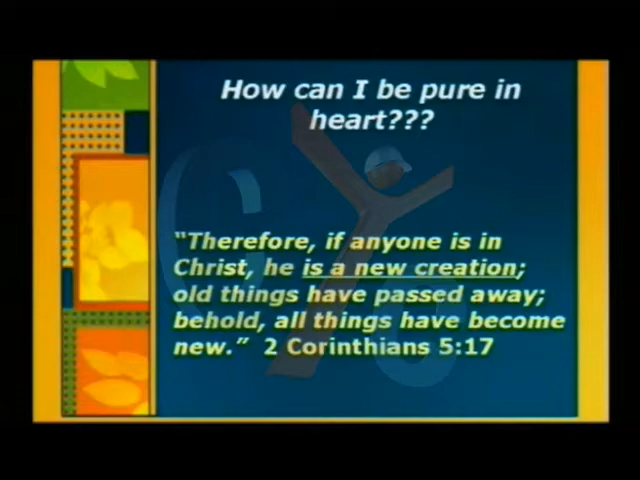 How can I be pure in
heart???
“Therefore, if anyone is in
Christ, he is a new creation;
old things have passed away;
behold, all things have become
new.” 2 Corinthians 5:17